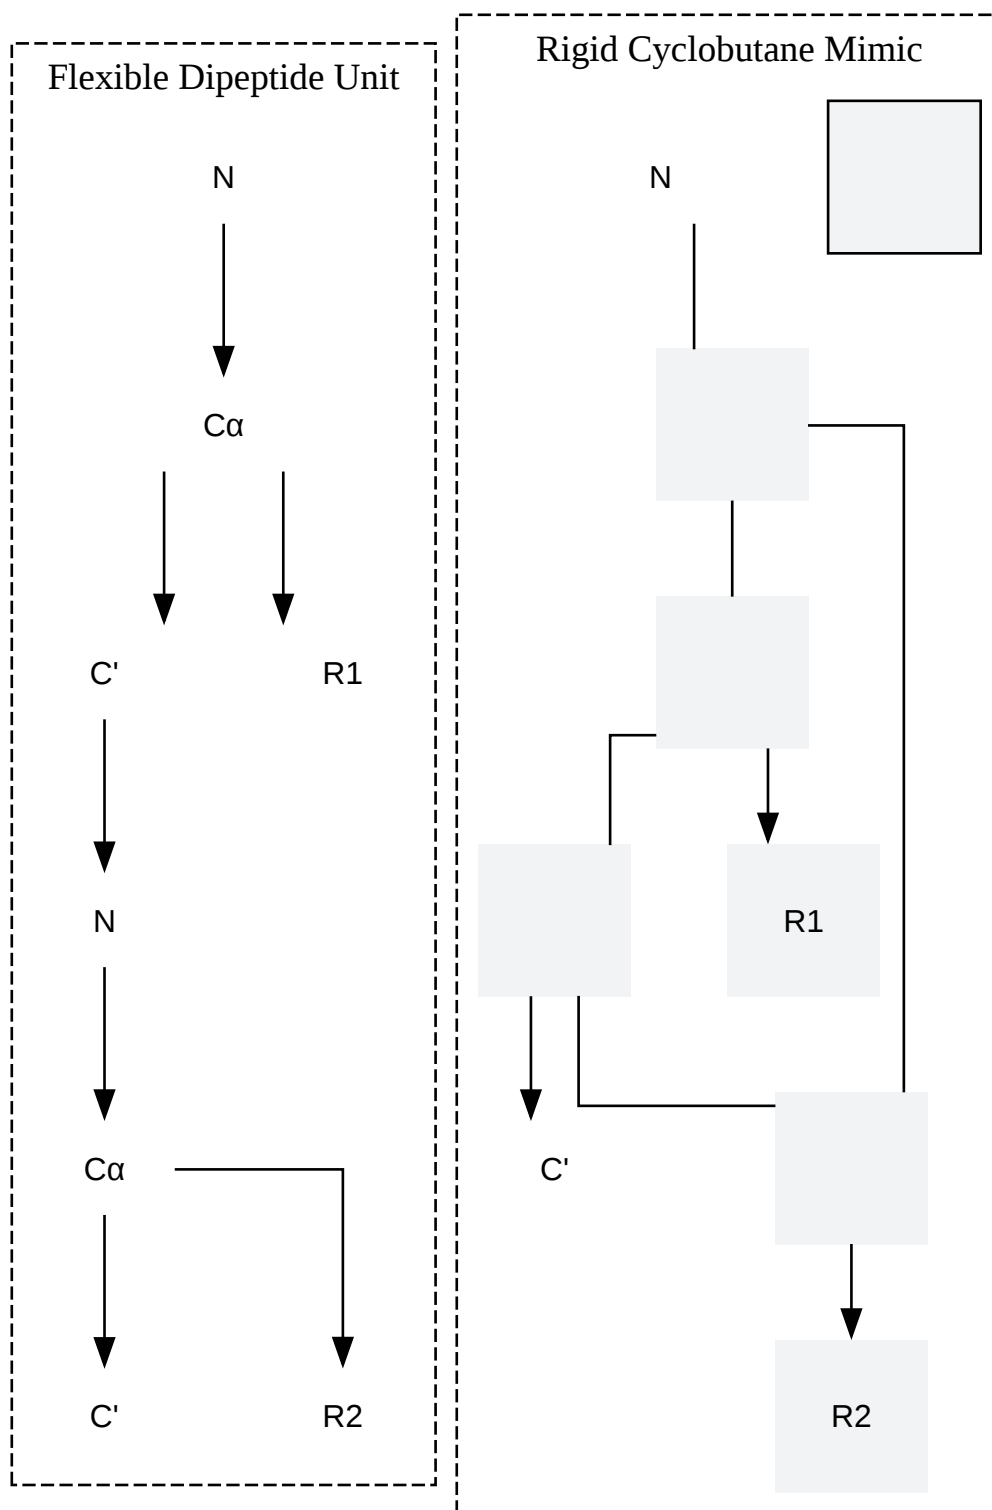 Flexible Dipeptide Unit
N
Cα
C'
R1
N
Cα
C'
R2
Rigid Cyclobutane Mimic
N
R1
C'
R2